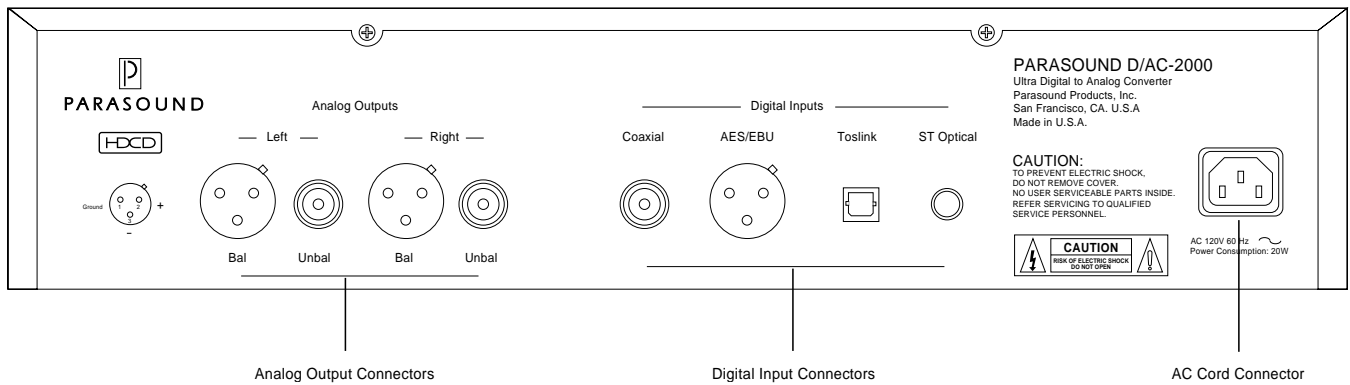 P
PARASOUND
HDCD
Ground
1 2
3
+
-
Analog Outputs
Left
Right
Bal
Unbal
Bal
Unbal
Digital Inputs
Coaxial
AES/EBU
Toslink
ST Optical
PARASOUND D/AC-2000
Ultra Digital to Analog Converter
Parasound Products, Inc.
San Francisco, CA. U.S.A
Made in U.S.A.
CAUTION:
TO PREVENT ELECTRIC SHOCK,
DO NOT REMOVE COVER.
NO USER SERVICEABLE PARTS INSIDE.
REFER SERVICING TO QUALIFIED
SERVICE PERSONNEL.
CAUTION
RISK OF ELECTRIC SHOCK
DO NOT OPEN
AC 120V 60 Hz
Power Consumption: 20W
Analog Output Connectors
Digital Input Connectors
AC Cord Connector